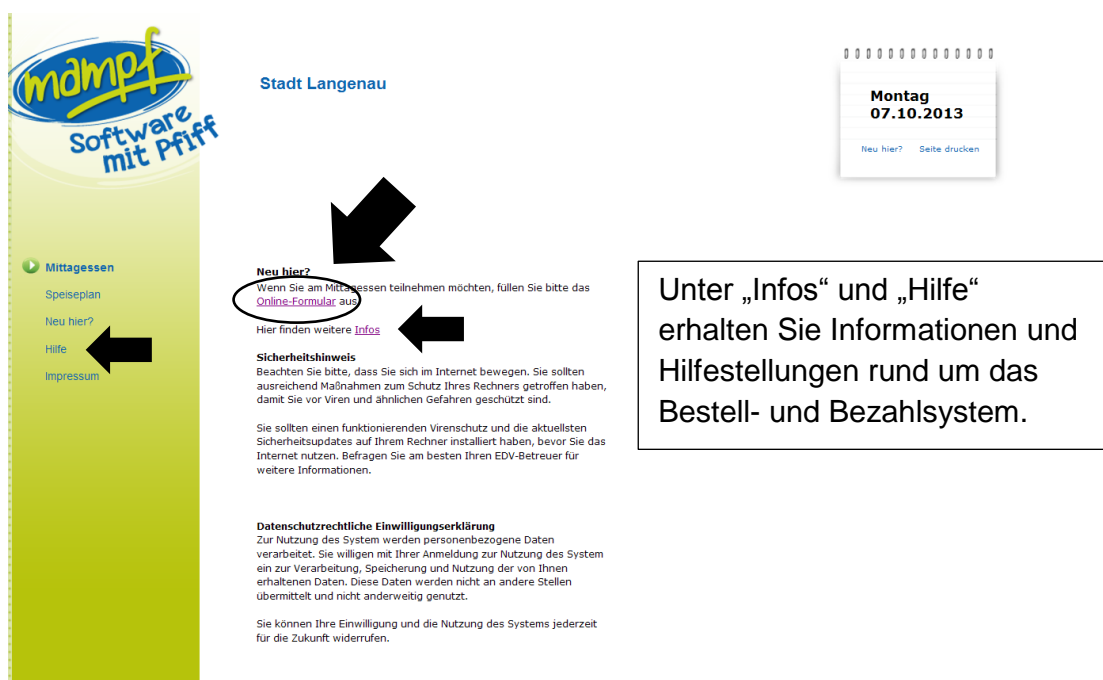 mampf
Software
mit Pfiff
Stadt Langenau
Montag
07.10.2013
Neu hier? Seite drucken
Mittagessen
Speiseplan
Neu hier?
Hilfe
Impressum
Neu hier?
Wenn Sie am Mittagessen teilnehmen möchten, füllen Sie bitte das
Online-Formular aus
Hier finden weitere Infos
Sicherheitshinweis
Beachten Sie bitte, dass Sie sich im Internet bewegen. Sie sollten
ausreichend Maßnahmen zum Schutz Ihres Rechners getroffen haben,
damit Sie vor Viren und ähnlichen Gefahren geschützt sind.
Sie sollten einen funktionierenden Virenschutz und die aktuellsten
Sicherheitsupdates auf Ihrem Rechner installiert haben, bevor Sie das
Internet nutzen. Befragen Sie am besten Ihren EDV-Betreuer für
weitere Informationen.
Datenschutzrechtliche Einwilligungserklärung
Zur Nutzung des System werden personenbezogene Daten
verarbeitet. Sie willigen mit Ihrer Anmeldung zur Nutzung des System
ein zur Verarbeitung, Speicherung und Nutzung der von Ihnen
erhaltenen Daten. Diese Daten werden nicht an andere Stellen
übermittelt und nicht anderweitig genutzt.
Sie können Ihre Einwilligung und die Nutzung des Systems jederzeit
für die Zukunft widerrufen.
Unter „Infos“ und „Hilfe“
erhalten Sie Informationen und
Hilfestellungen rund um das
Bestell- und Bezahlsystem.